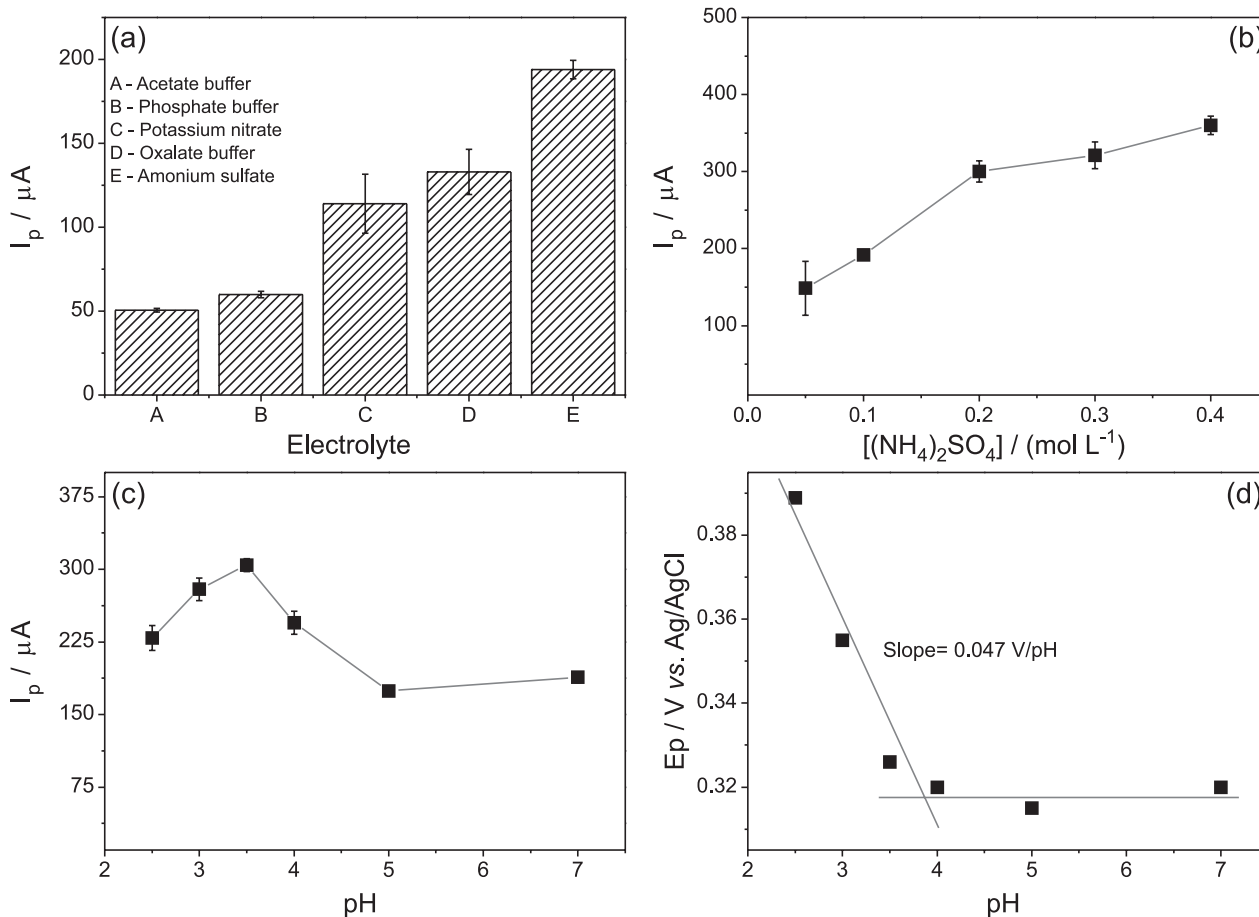 (a)
A - Acetate buffer
B - Phosphate buffer
C - Potassium nitrate
D - Oxalate buffer
E - Amonium sulfate
200
150
100
50
0
I_p / μA
A B C D E
Electrolyte
(b)
500
400
300
200
100
I_p / μA
0.0 0.1 0.2 0.3 0.4
[(NH₄)₂SO₄] / (mol L⁻¹)
(c)
375
300
225
150
75
I_p / μA
2 3 4 5 6 7
pH
(d)
0.38
0.36
0.34
0.32
Ep / V vs. Ag/AgCl
Slope= 0.047 V/pH
2 3 4 5 6 7
pH